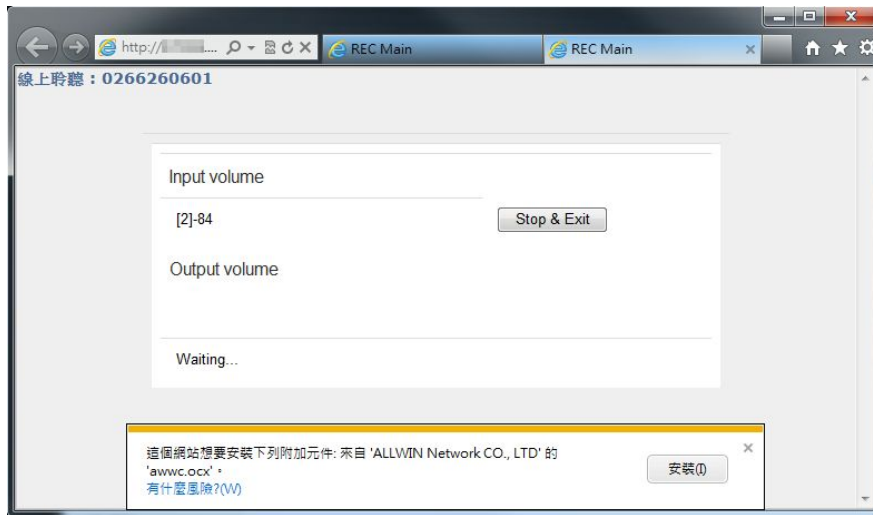 http:// .... REC Main REC Main
線上聆聽：0266260601
Input volume
[2]-84 Stop & Exit
Output volume
Waiting...
這個網站想要安裝下列附加元件: 來自 'ALLWIN Network CO., LTD' 的
'awwc.ocx'。
安裝(I)
有什麼風險?(W)